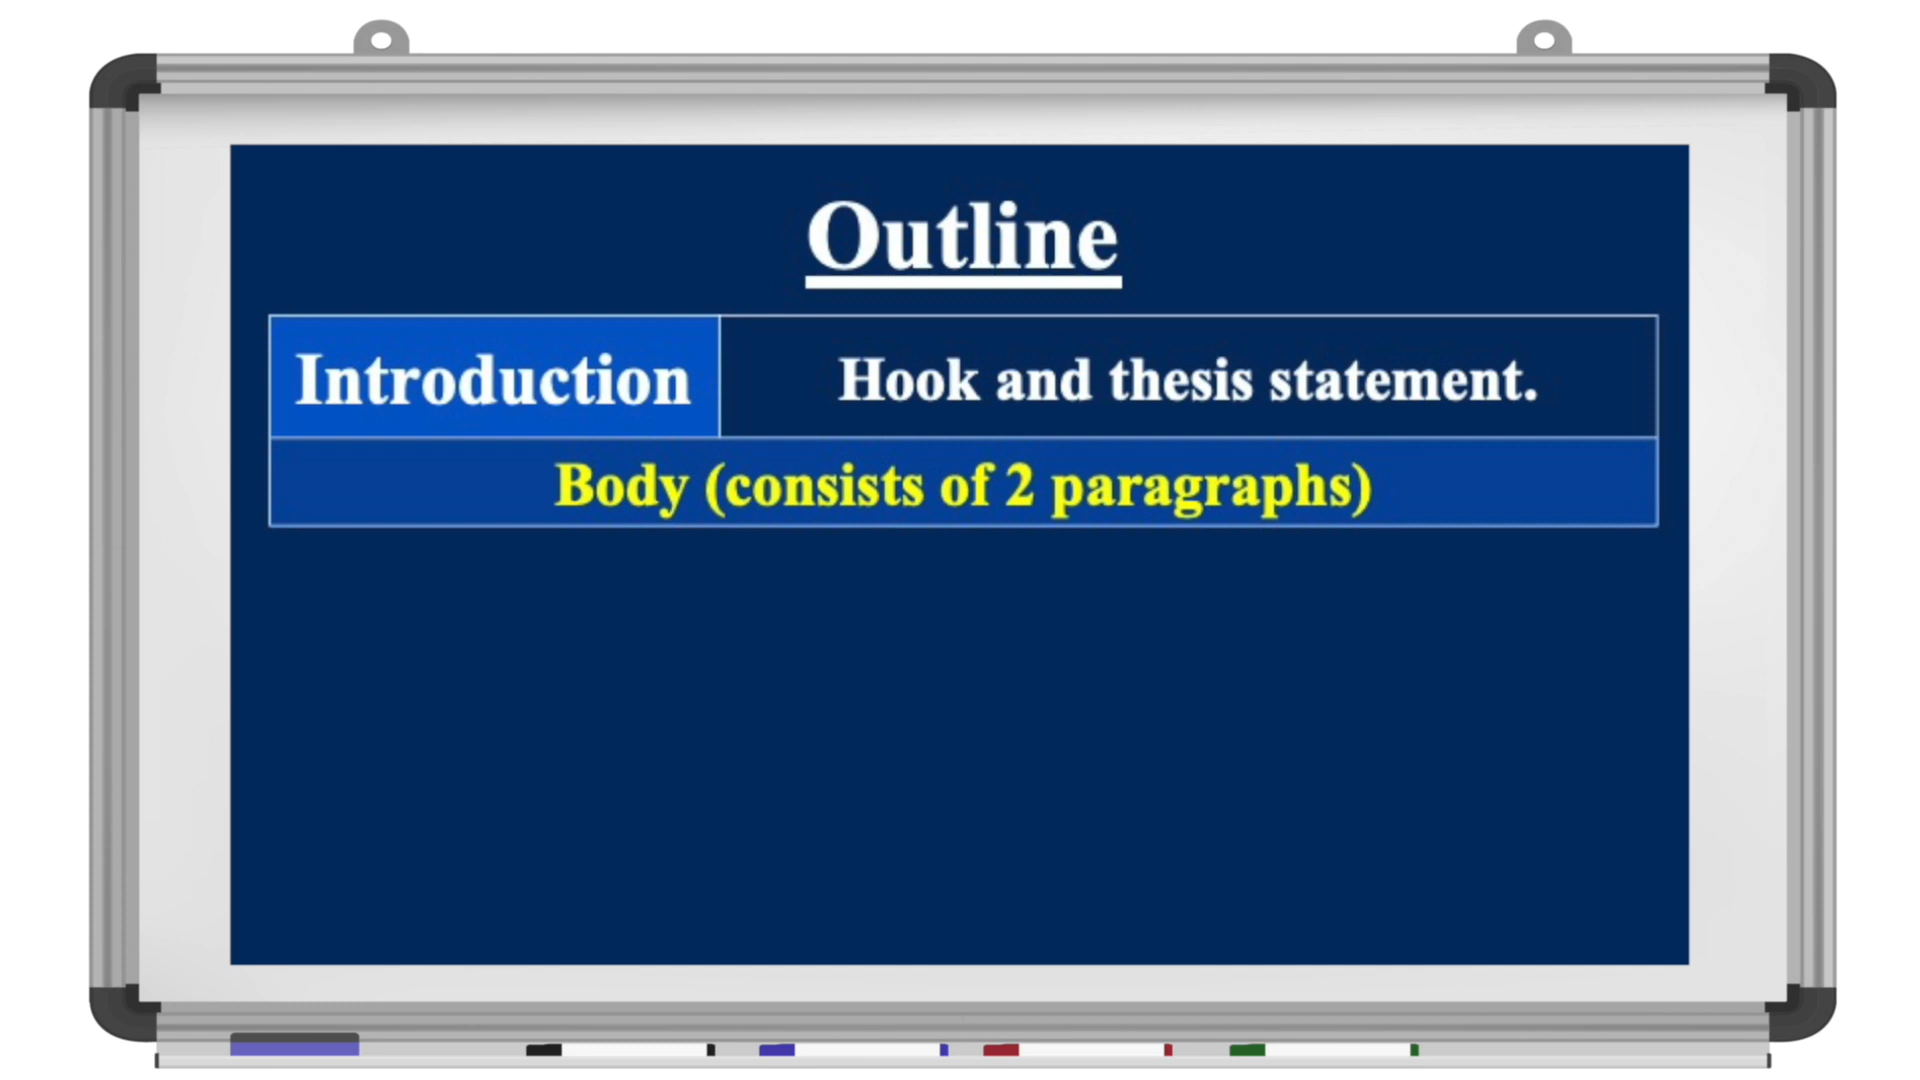 Outline
Introduction
Hook and thesis statement.
Body (consists of 2 paragraphs)